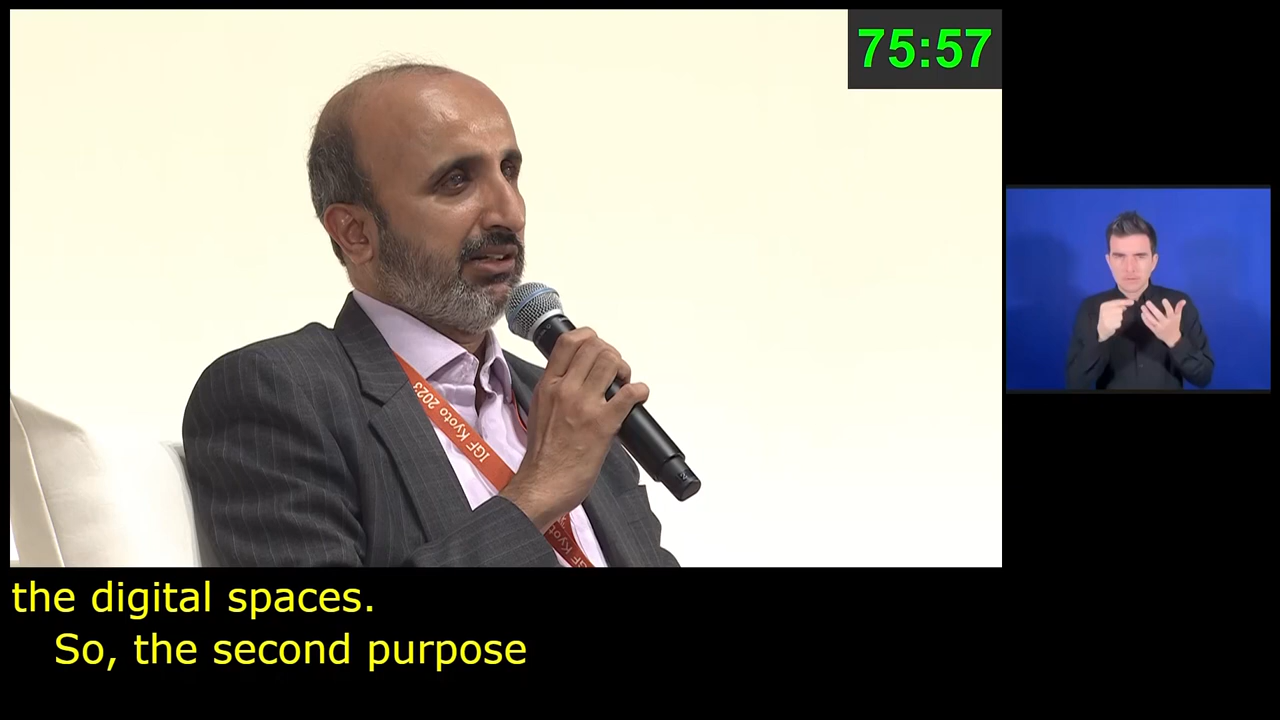 75:57
IGF Kyoto 2023
the digital spaces.
So, the second purpose